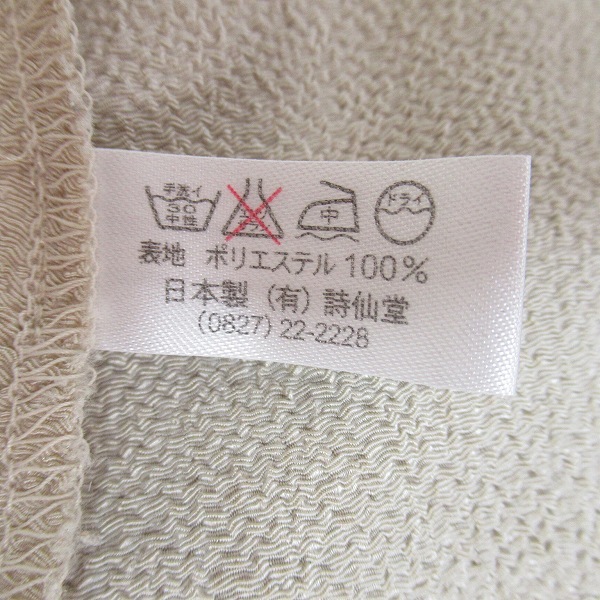 手洗イ 30 中性 中 ドライ
表地 ポリエステル 100%
日本製 (有) 詩仙堂
(0827) 22-2228